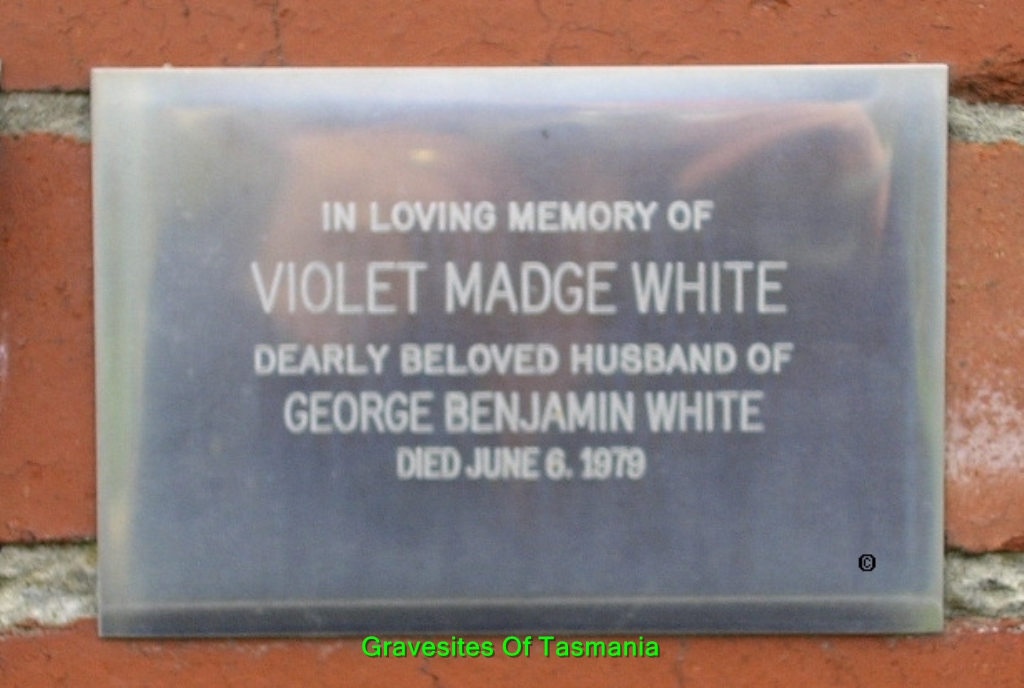 IN LOVING MEMORY OF
VIOLET MADGE WHITE
DEARLY BELOVED HUSBAND OF
GEORGE BENJAMIN WHITE
DIED JUNE 6. 1979
©
Gravesites Of Tasmania